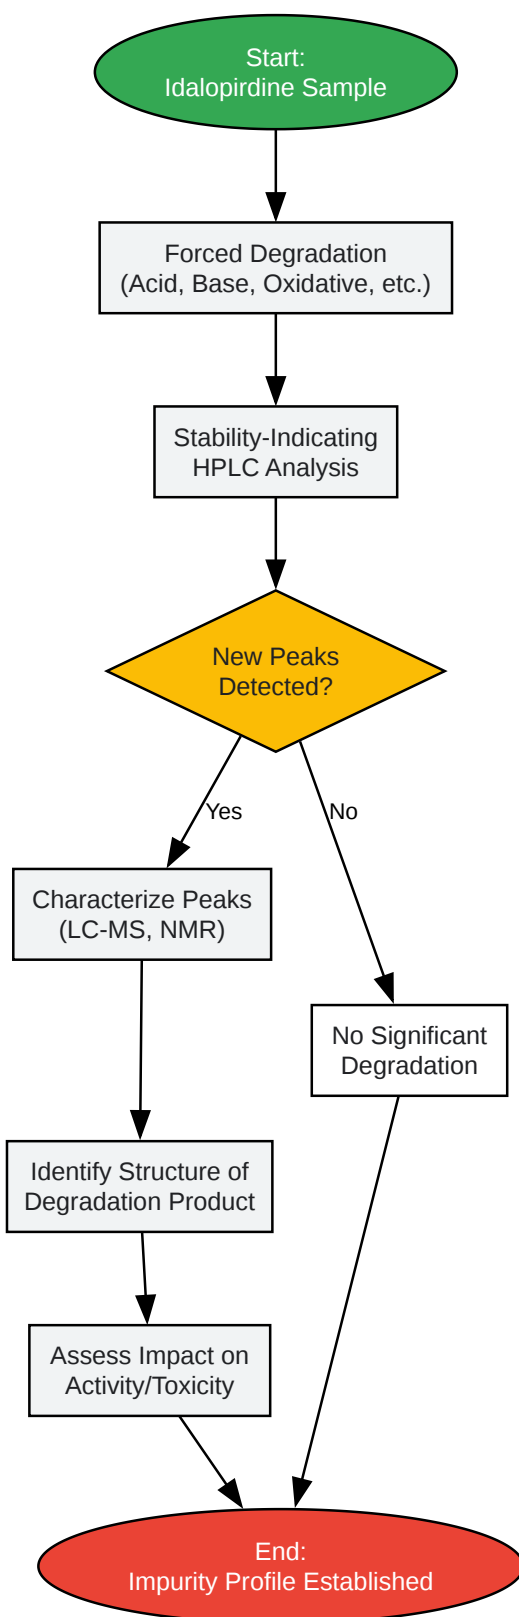 Start:
Idalopirdine Sample
Forced Degradation
(Acid, Base, Oxidative, etc.)
Stability-Indicating
HPLC Analysis
New Peaks
Detected?
Yes
No
Characterize Peaks
(LC-MS, NMR)
No Significant
Degradation
Identify Structure of
Degradation Product
Assess Impact on
Activity/Toxicity
End:
Impurity Profile Established